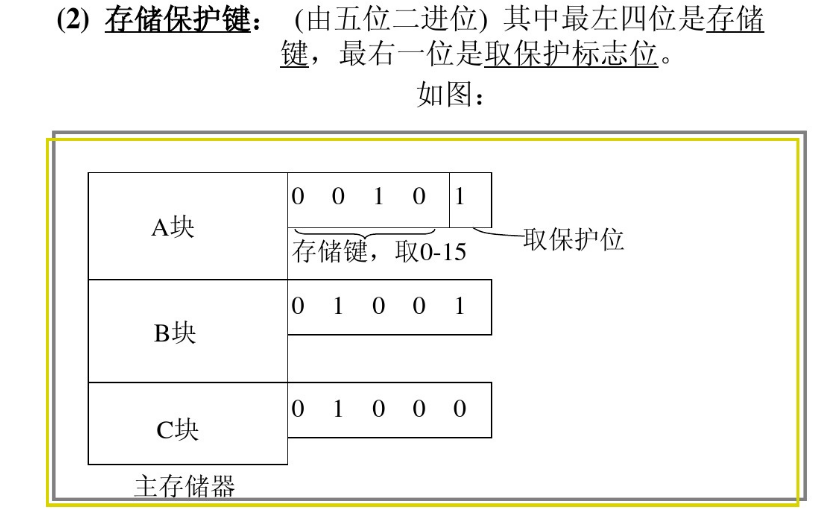 (2) 存储保护键： (由五位二进位) 其中最左四位是存储
键，最右一位是取保护标志位。
如图：
A块
0 0 1 0 1
存储键，取0-15
取保护位
B块
0 1 0 0 1
C块
0 1 0 0 0
主存储器